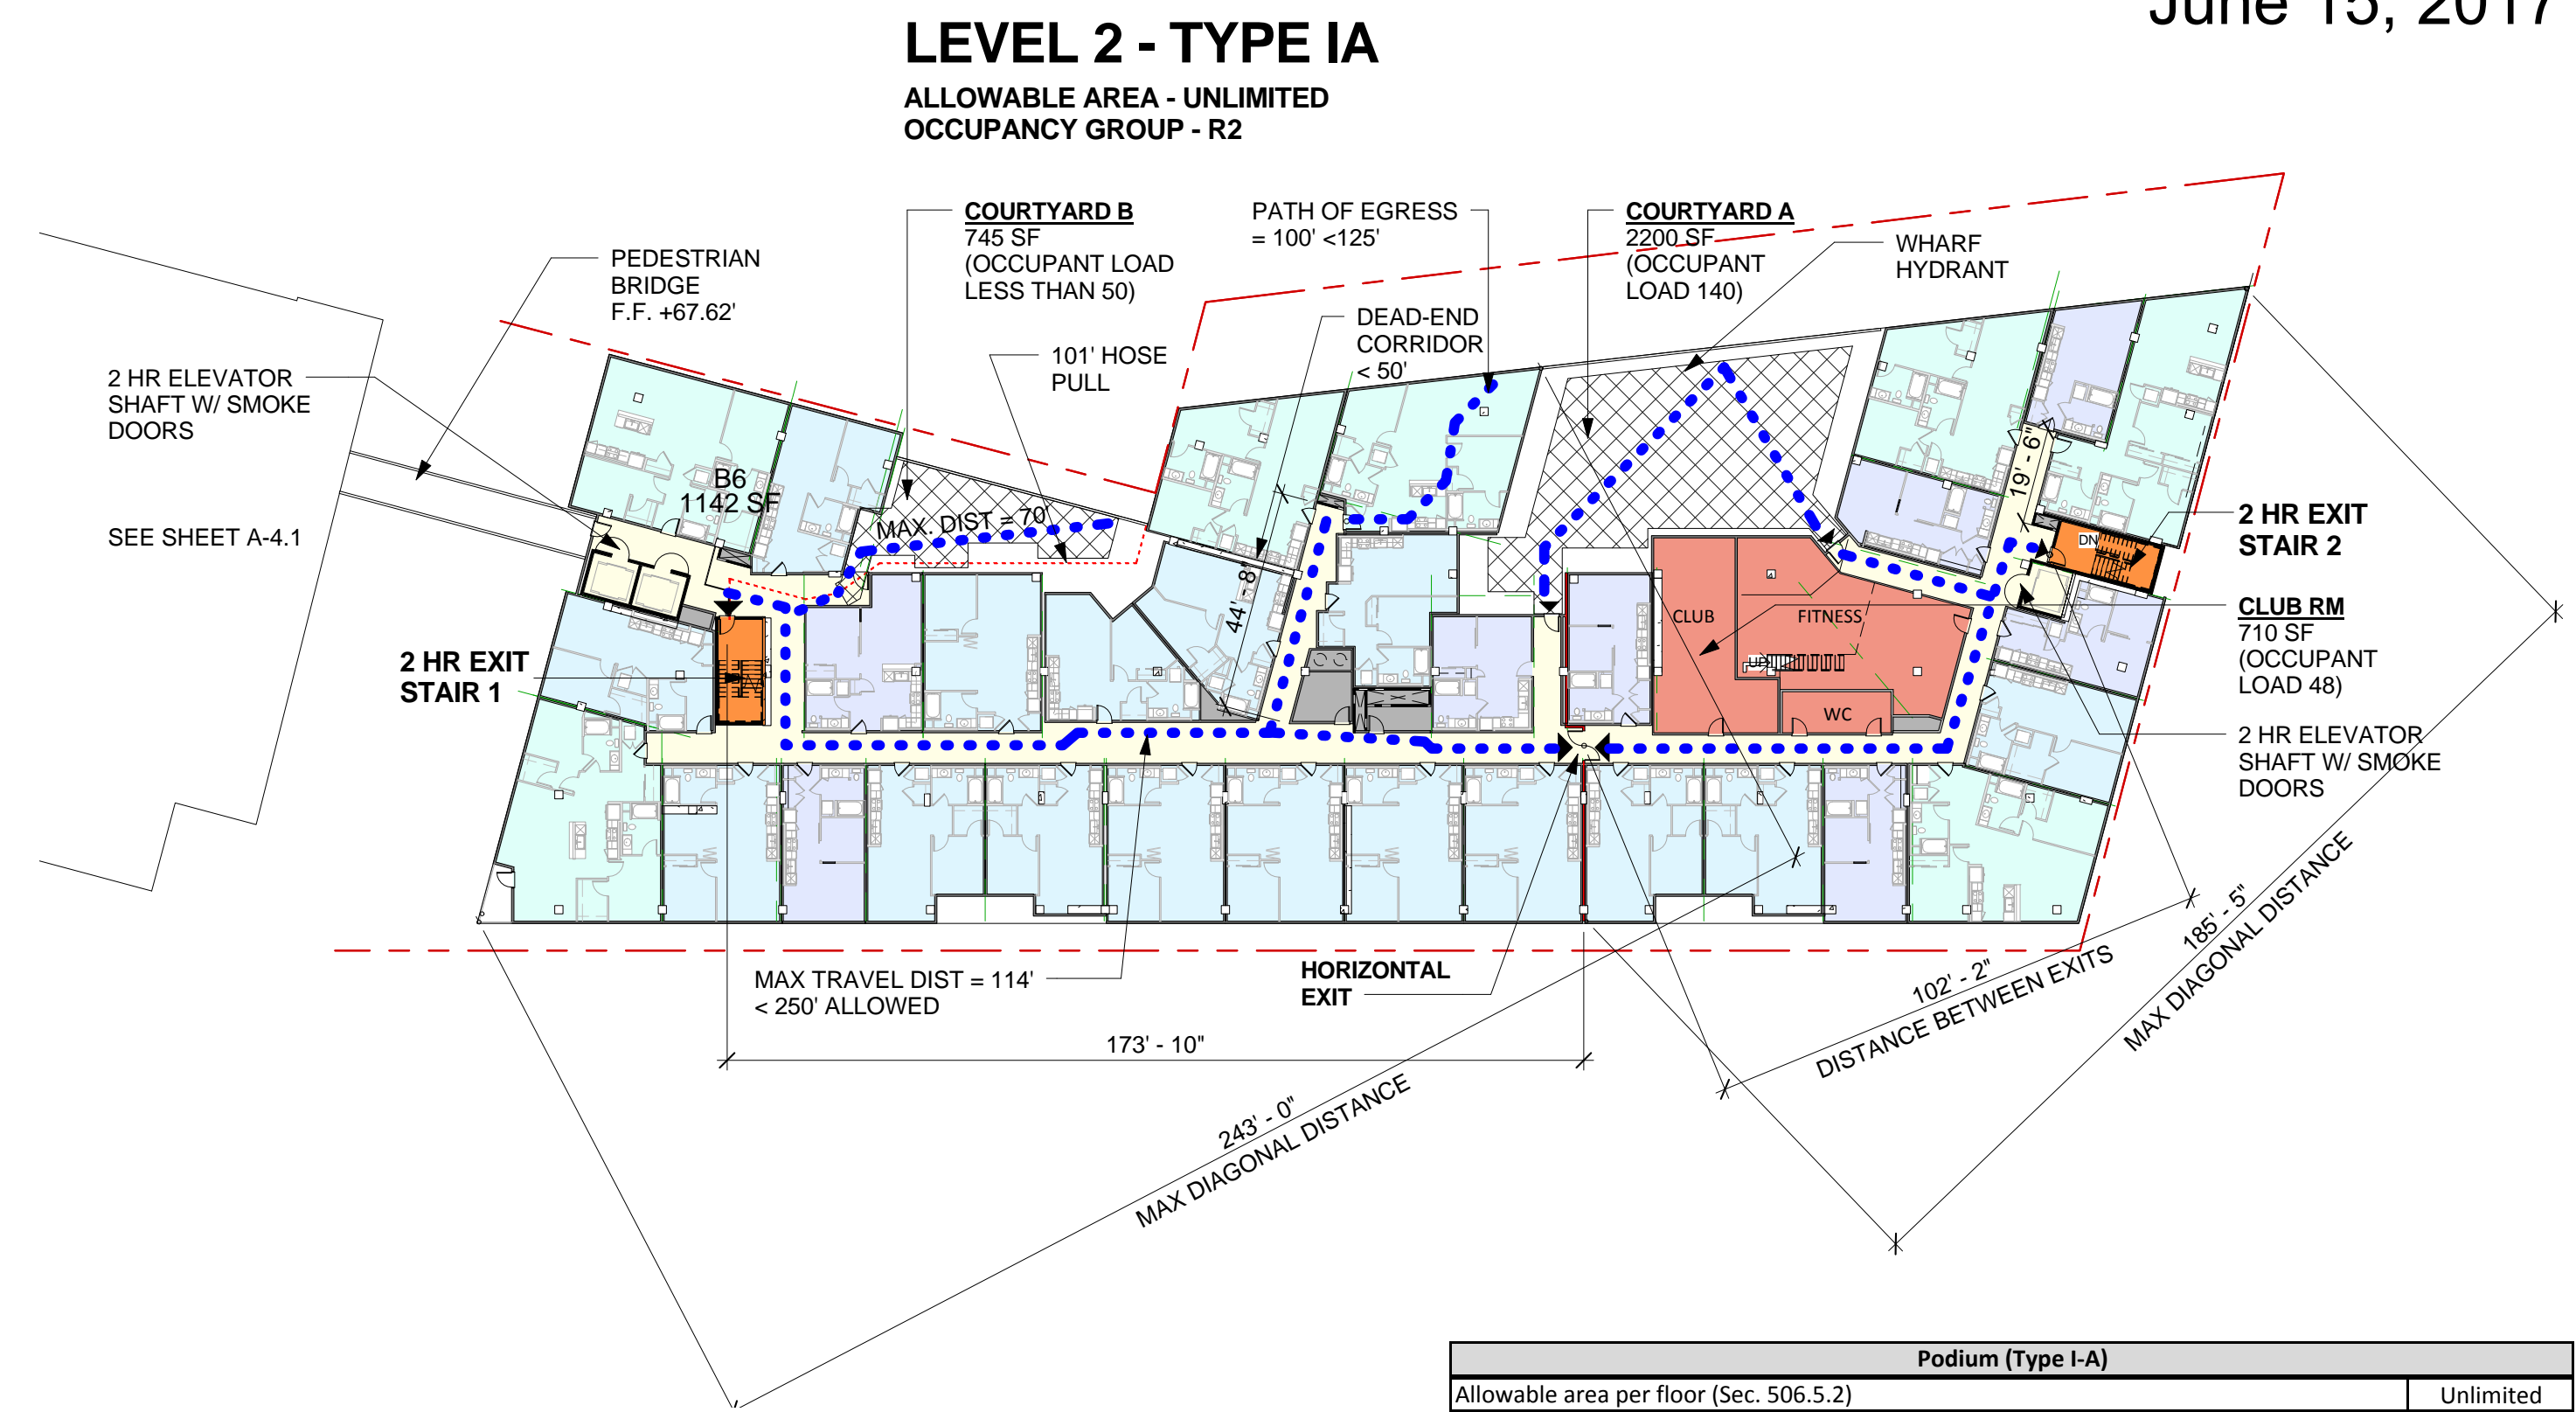 June 15, 2017
LEVEL 2 - TYPE IA
ALLOWABLE AREA - UNLIMITED
OCCUPANCY GROUP - R2
COURTYARD B
745 SF
(OCCUPANT LOAD
LESS THAN 50)
PATH OF EGRESS
= 100' <125'
COURTYARD A
2200 SF
(OCCUPANT
LOAD 140)
WHARF
HYDRANT
PEDESTRIAN
BRIDGE
F.F. +67.62'
DEAD-END
CORRIDOR
< 50'
101' HOSE
PULL
2 HR ELEVATOR
SHAFT W/ SMOKE
DOORS
B6
1142 SF
MAX. DIST = 70'
19' - 6"
SEE SHEET A-4.1
2 HR EXIT
STAIR 2
DN
44' - 8"
CLUB
FITNESS
UP
WC
CLUB RM
710 SF
(OCCUPANT
LOAD 48)
2 HR EXIT
STAIR 1
2 HR ELEVATOR
SHAFT W/ SMOKE
DOORS
MAX TRAVEL DIST = 114'
< 250' ALLOWED
HORIZONTAL
EXIT
173' - 10"
102' - 2"
DISTANCE BETWEEN EXITS
185' - 5"
MAX DIAGONAL DISTANCE
243' - 0"
MAX DIAGONAL DISTANCE
Podium (Type I-A)
Allowable area per floor (Sec. 506.5.2)
Unlimited